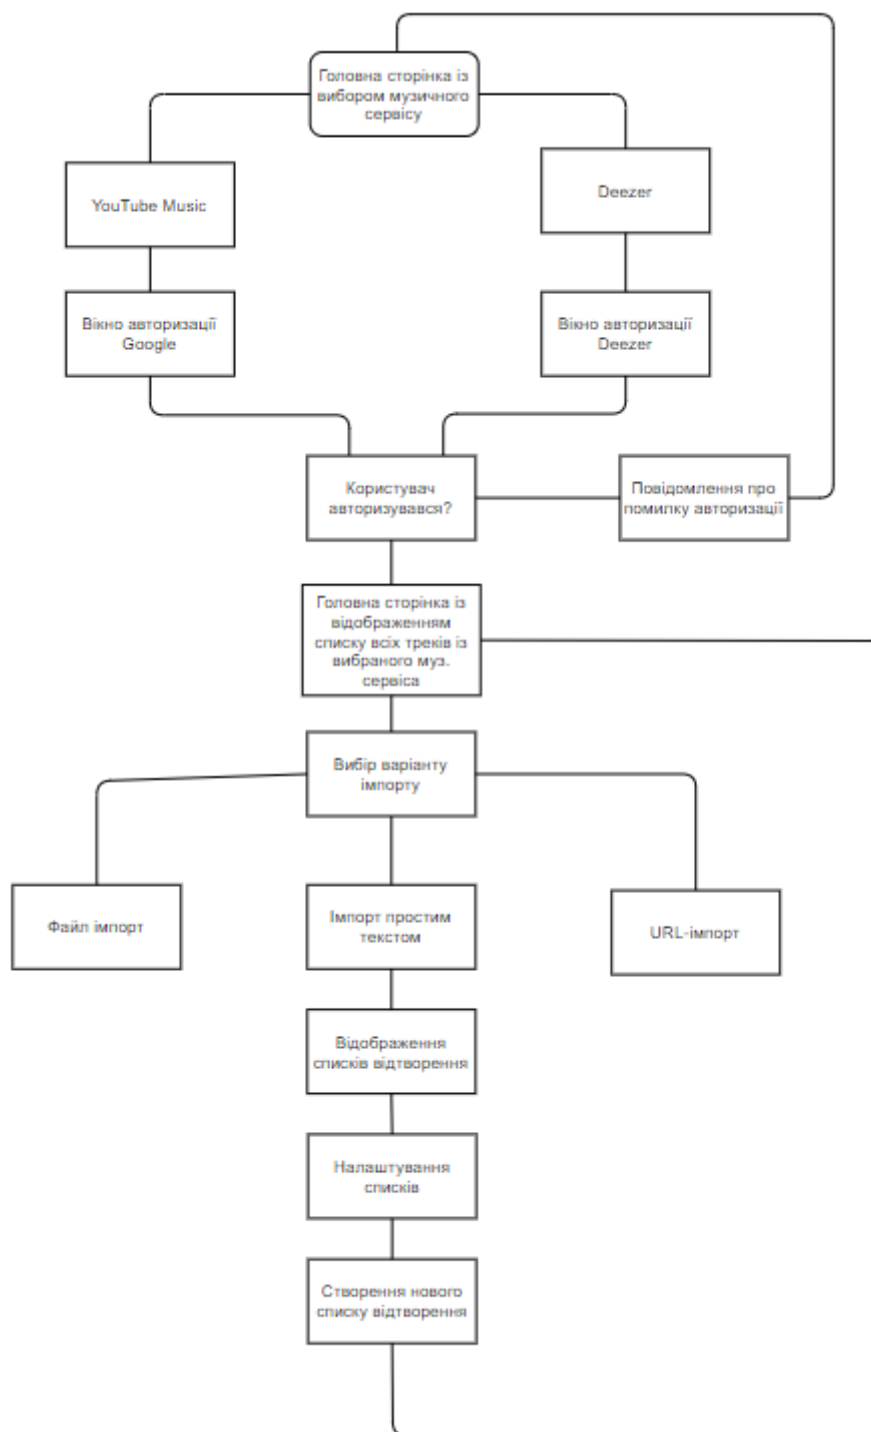 Головна сторінка із
вибором музичного
сервісу
YouTube Music
Deezer
Вікно авторизації
Google
Вікно авторизації
Deezer
Користувач
авторизувався?
Повідомлення про
помилку авторизації
Головна сторінка із
відображенням
списку всіх треків із
вибраного муз.
сервіса
Вибір варіанту
імпорту
Файл імпорт
Імпорт простим
текстом
URL-імпорт
Відображення
списків відтворення
Налаштування
списків
Створення нового
списку відтворення